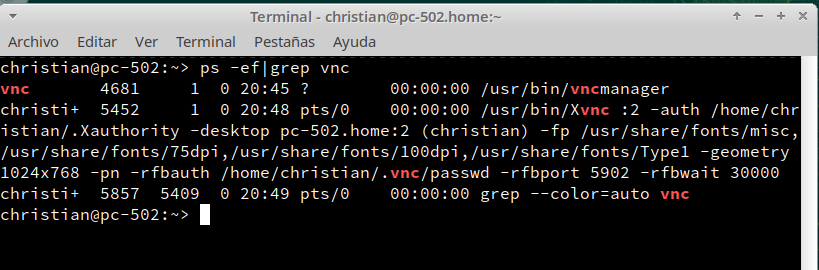 Terminal - christian@pc-502.home:~
Archivo Editar Ver Terminal Pestañas Ayuda
christian@pc-502:~> ps -ef|grep vnc
vnc       4681     1  0 20:45 ?        00:00:00 /usr/bin/vncmanager
christi+  5452     1  0 20:48 pts/0    00:00:00 /usr/bin/Xvnc :2 -auth /home/chr
istian/.Xauthority -desktop pc-502.home:2 (christian) -fp /usr/share/fonts/misc,
/usr/share/fonts/75dpi,/usr/share/fonts/100dpi,/usr/share/fonts/Type1 -geometry
1024x768 -pn -rfbauth /home/christian/.vnc/passwd -rfbport 5902 -rfbwait 30000
christi+  5857  5409  0 20:49 pts/0    00:00:00 grep --color=auto vnc
christian@pc-502:~>